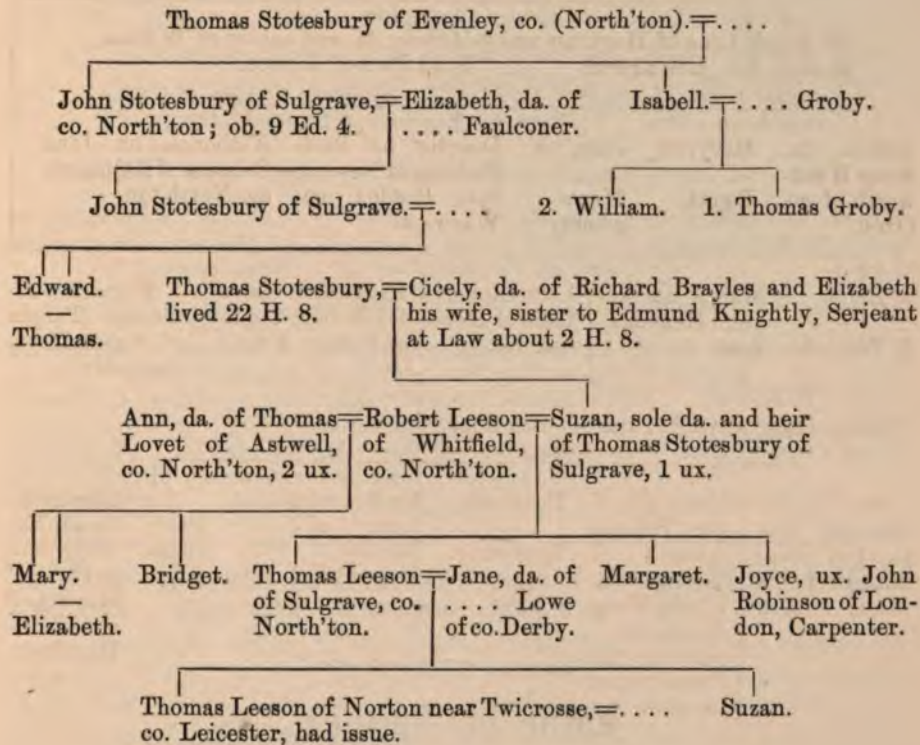 Thomas Stotesbury of Evenley, co. (North'ton).=. . . .
John Stotesbury of Sulgrave,=Elizabeth, da. of Isabell.=. . . . Groby.
co. North'ton; ob. 9 Ed. 4. . . . . Faulconer.
John Stotesbury of Sulgrave.=. . . . 2. William. 1. Thomas Groby.
Edward. Thomas Stotesbury,=Cicely, da. of Richard Brayles and Elizabeth
— lived 22 H. 8. his wife, sister to Edmund Knightly, Serjeant
Thomas. at Law about 2 H. 8.
Ann, da. of Thomas=Robert Leeson=Suzan, sole da. and heir
Lovet of Astwell, of Whitfield, of Thomas Stotesbury of
co. North'ton, 2 ux. co. North'ton. Sulgrave, 1 ux.
Mary. Bridget. Thomas Leeson=Jane, da. of Margaret. Joyce, ux. John
— of Sulgrave, co. . . . . Lowe Robinson of Lon-
Elizabeth. North'ton. of co. Derby. don, Carpenter.
Thomas Leeson of Norton near Twicrosse,=. . . . Suzan.
co. Leicester, had issue.